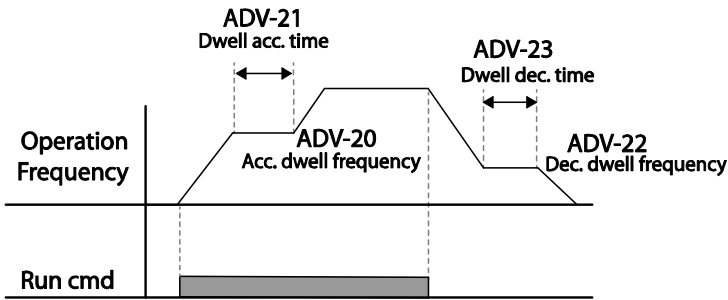 ADV-21
Dwell acc. time
ADV-23
Dwell dec. time
Operation
Frequency
ADV-20
Acc. dwell frequency
ADV-22
Dec. dwell frequency
Run cmd